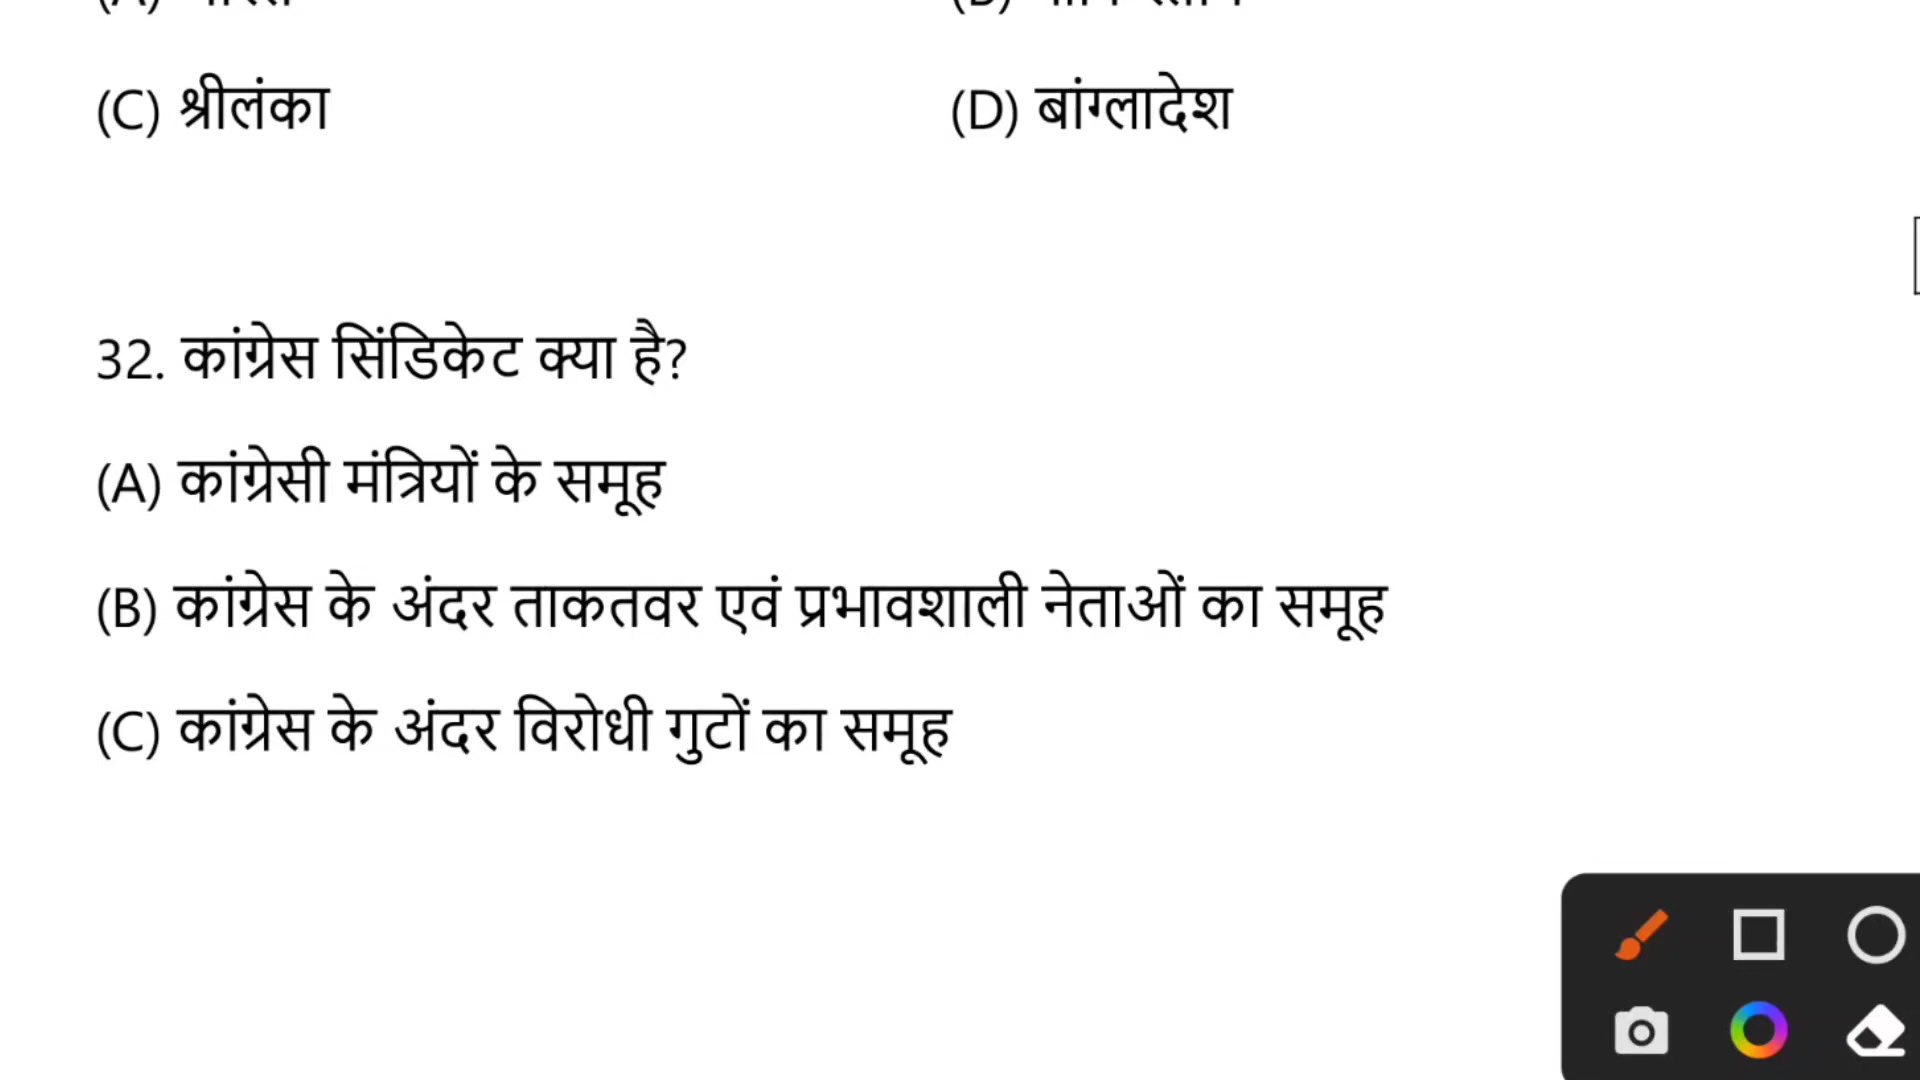 (C) श्रीलंका (D) बांग्लादेश
32. कांग्रेस सिंडिकेट क्या है?
(A) कांग्रेसी मंत्रियों के समूह
(B) कांग्रेस के अंदर ताकतवर एवं प्रभावशाली नेताओं का समूह
(C) कांग्रेस के अंदर विरोधी गुटों का समूह